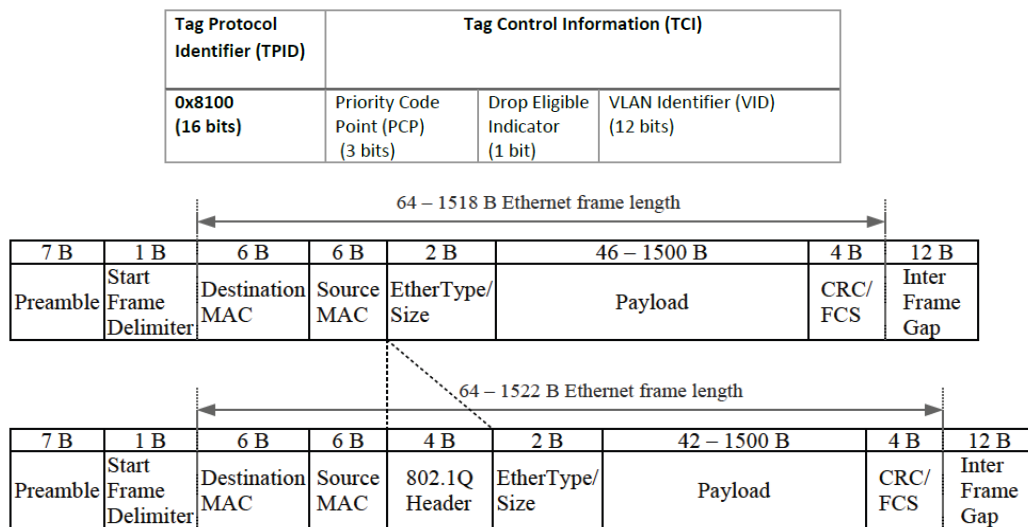 Tag Protocol
Identifier (TPID)
Tag Control Information (TCI)
0x8100
(16 bits)
Priority Code
Point (PCP)
(3 bits)
Drop Eligible
Indicator
(1 bit)
VLAN Identifier (VID)
(12 bits)
64 – 1518 B Ethernet frame length
7 B 1 B 6 B 6 B 2 B 46 – 1500 B 4 B 12 B
Preamble
Start
Frame
Delimiter
Destination
MAC
Source
MAC
EtherType/
Size
Payload
CRC/
FCS
Inter
Frame
Gap
64 – 1522 B Ethernet frame length
7 B 1 B 6 B 6 B 4 B 2 B 42 – 1500 B 4 B 12 B
Preamble
Start
Frame
Delimiter
Destination
MAC
Source
MAC
802.1Q
Header
EtherType/
Size
Payload
CRC/
FCS
Inter
Frame
Gap